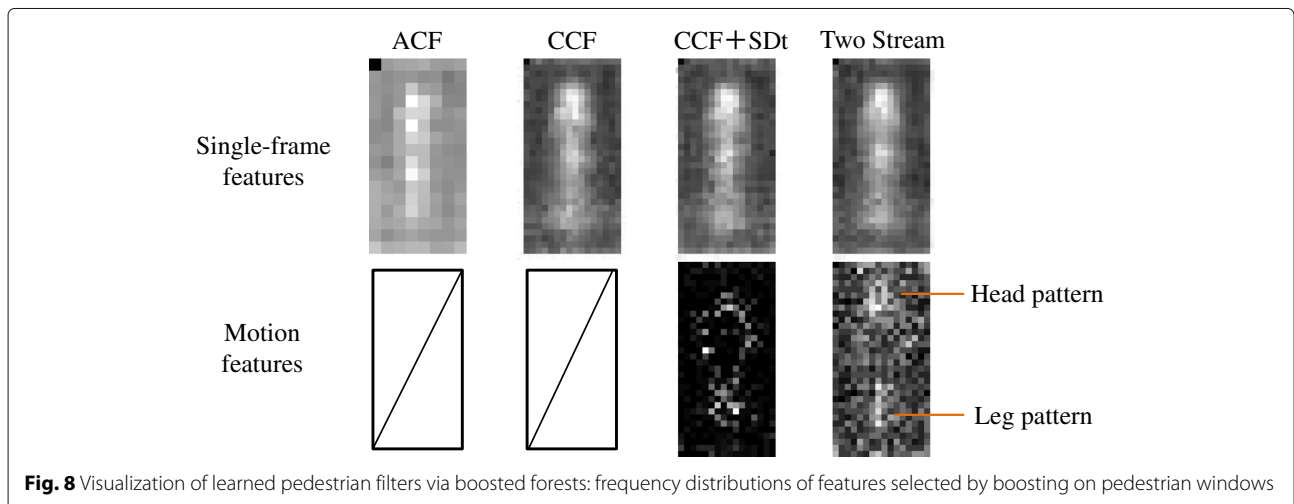 ACF CCF CCF+SDt Two Stream
Single-frame
features
Motion
features
Head pattern
Leg pattern
Fig. 8 Visualization of learned pedestrian filters via boosted forests: frequency distributions of features selected by boosting on pedestrian windows